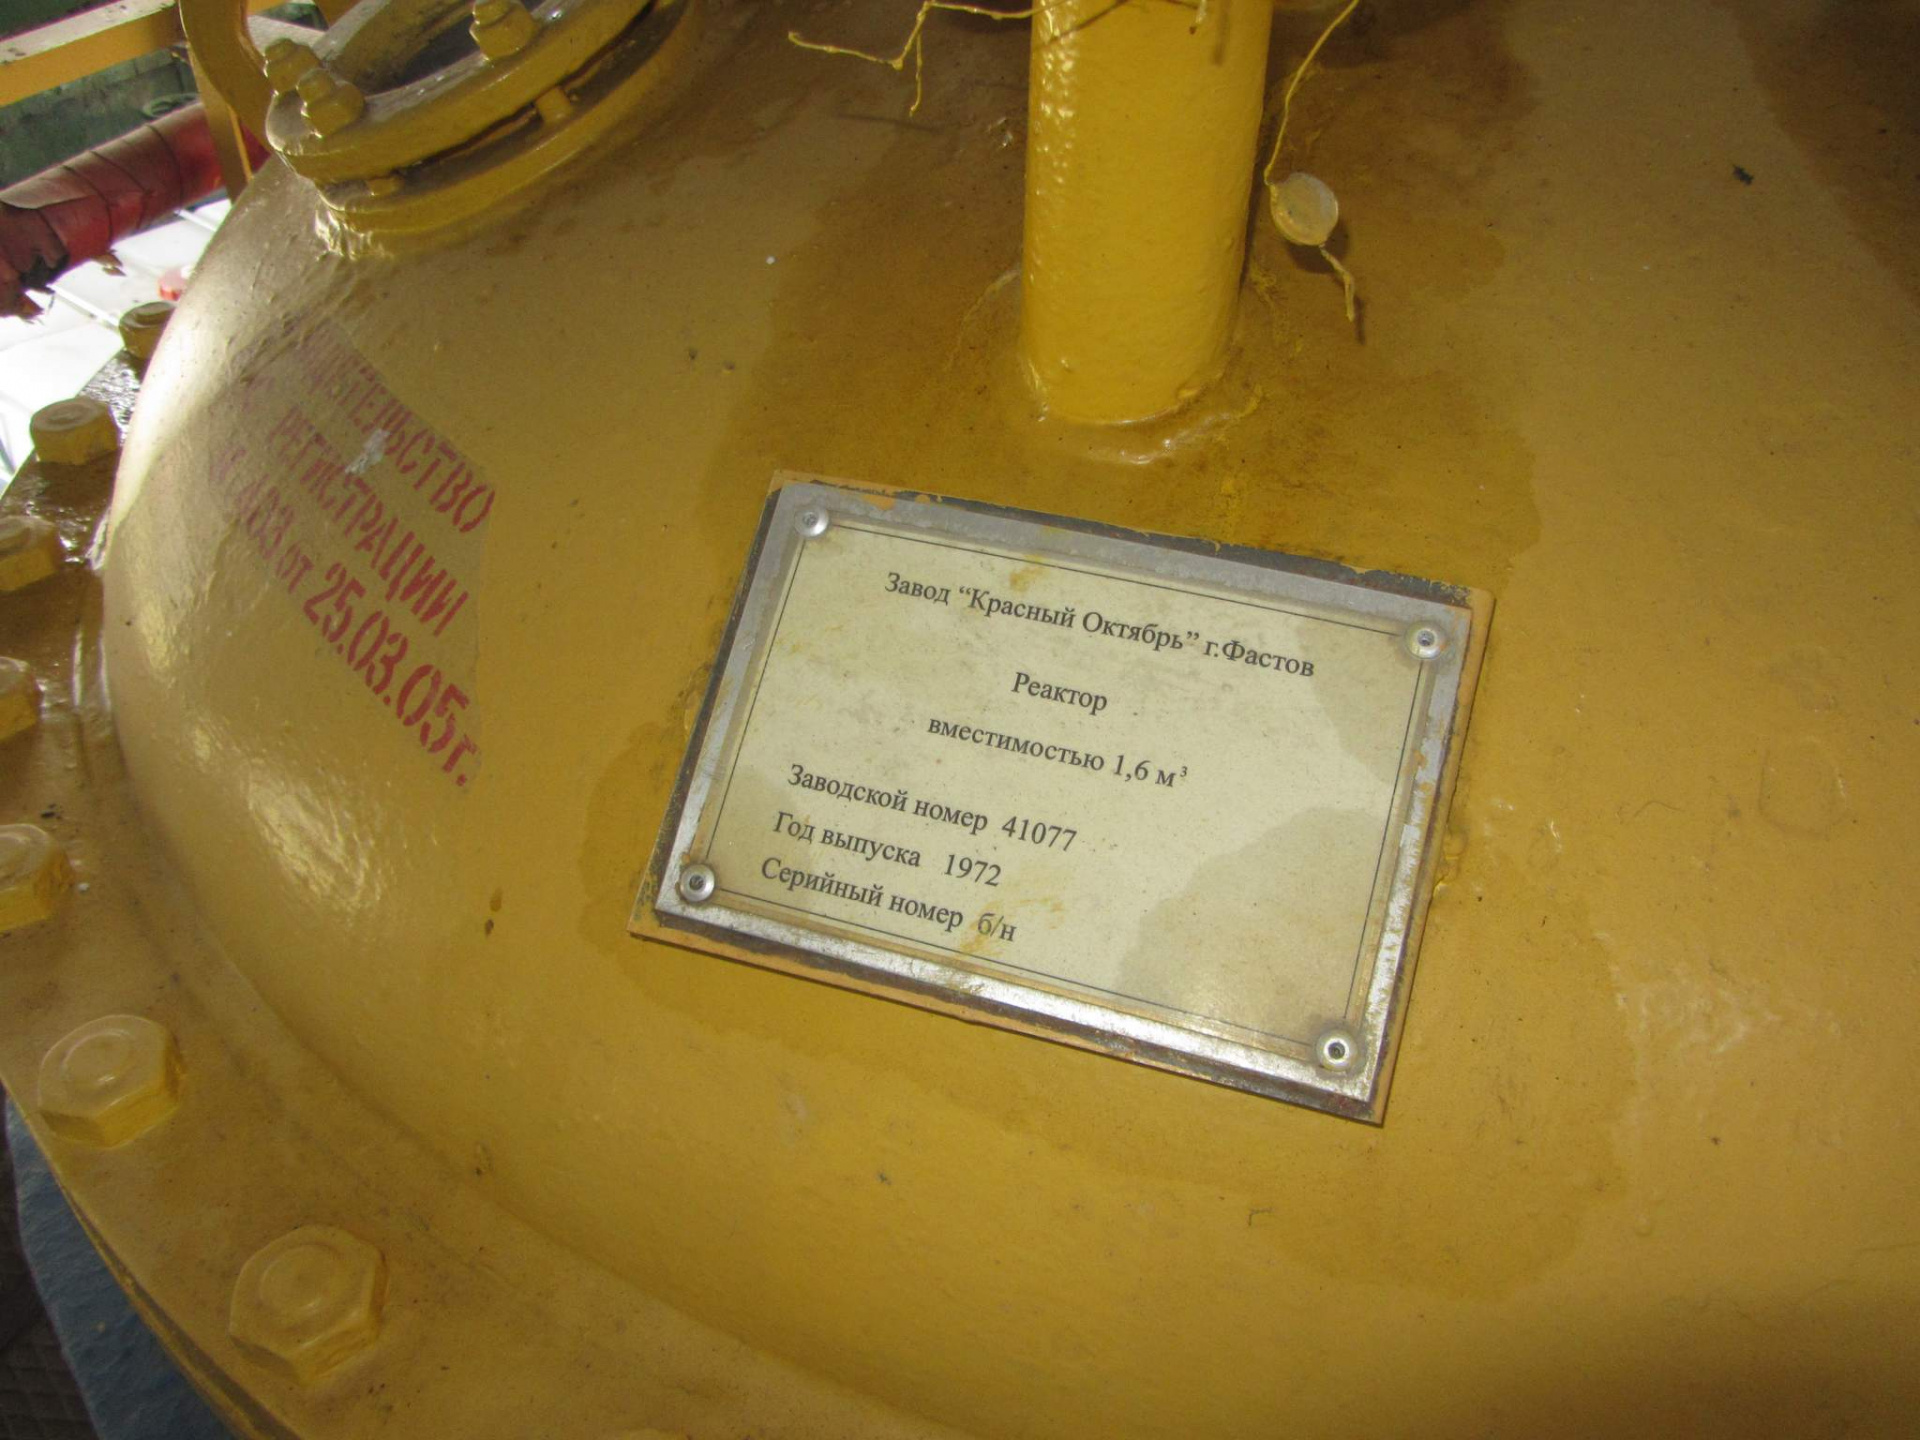 РЕГИСТРАЦИИ
от 25.03.05г.
Завод “Красный Октябрь” г.Фастов
Реактор
вместимостью 1,6 м³
Заводской номер 41077
Год выпуска 1972
Серийный номер б/н